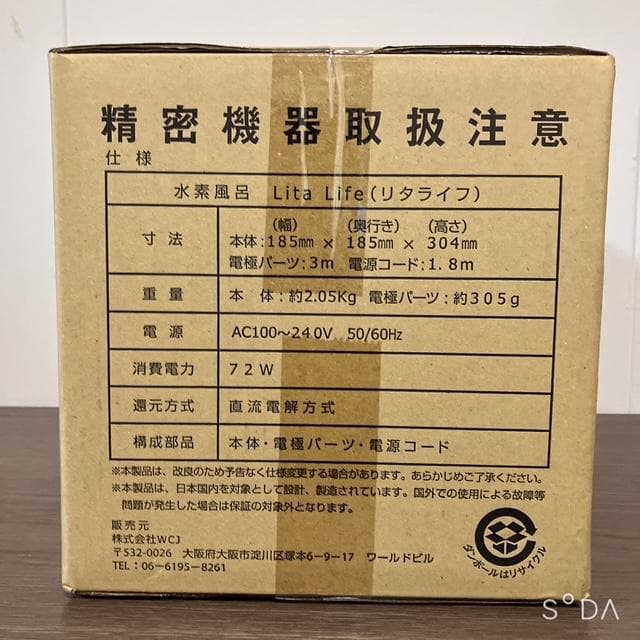 精密機器取扱注意
仕様
水素風呂 Lita Life(リタライフ)
(幅) (奥行き) (高さ)
寸法 本体:185㎜ × 185㎜ × 304㎜
電極パーツ:3m 電源コード:1.8m
重量 本体:約2.05Kg 電極パーツ:約305g
電源 AC100〜240V 50/60Hz
消費電力 72W
還元方式 直流電解方式
構成部品 本体・電極パーツ・電源コード
※本製品は、改良のため予告なく仕様変更する場合があります。あらかじめご了承ください。
※本製品は、日本国内を対象として設計、製造されています。国外での使用による故障等
問題が発生した場合は保証の対象外となります。
販売元
株式会社WCJ
〒532-0026 大阪府大阪市淀川区塚本6-9-17 ワールドビル
TEL:06-6195-8261
ダンボールはリサイクル
SODA